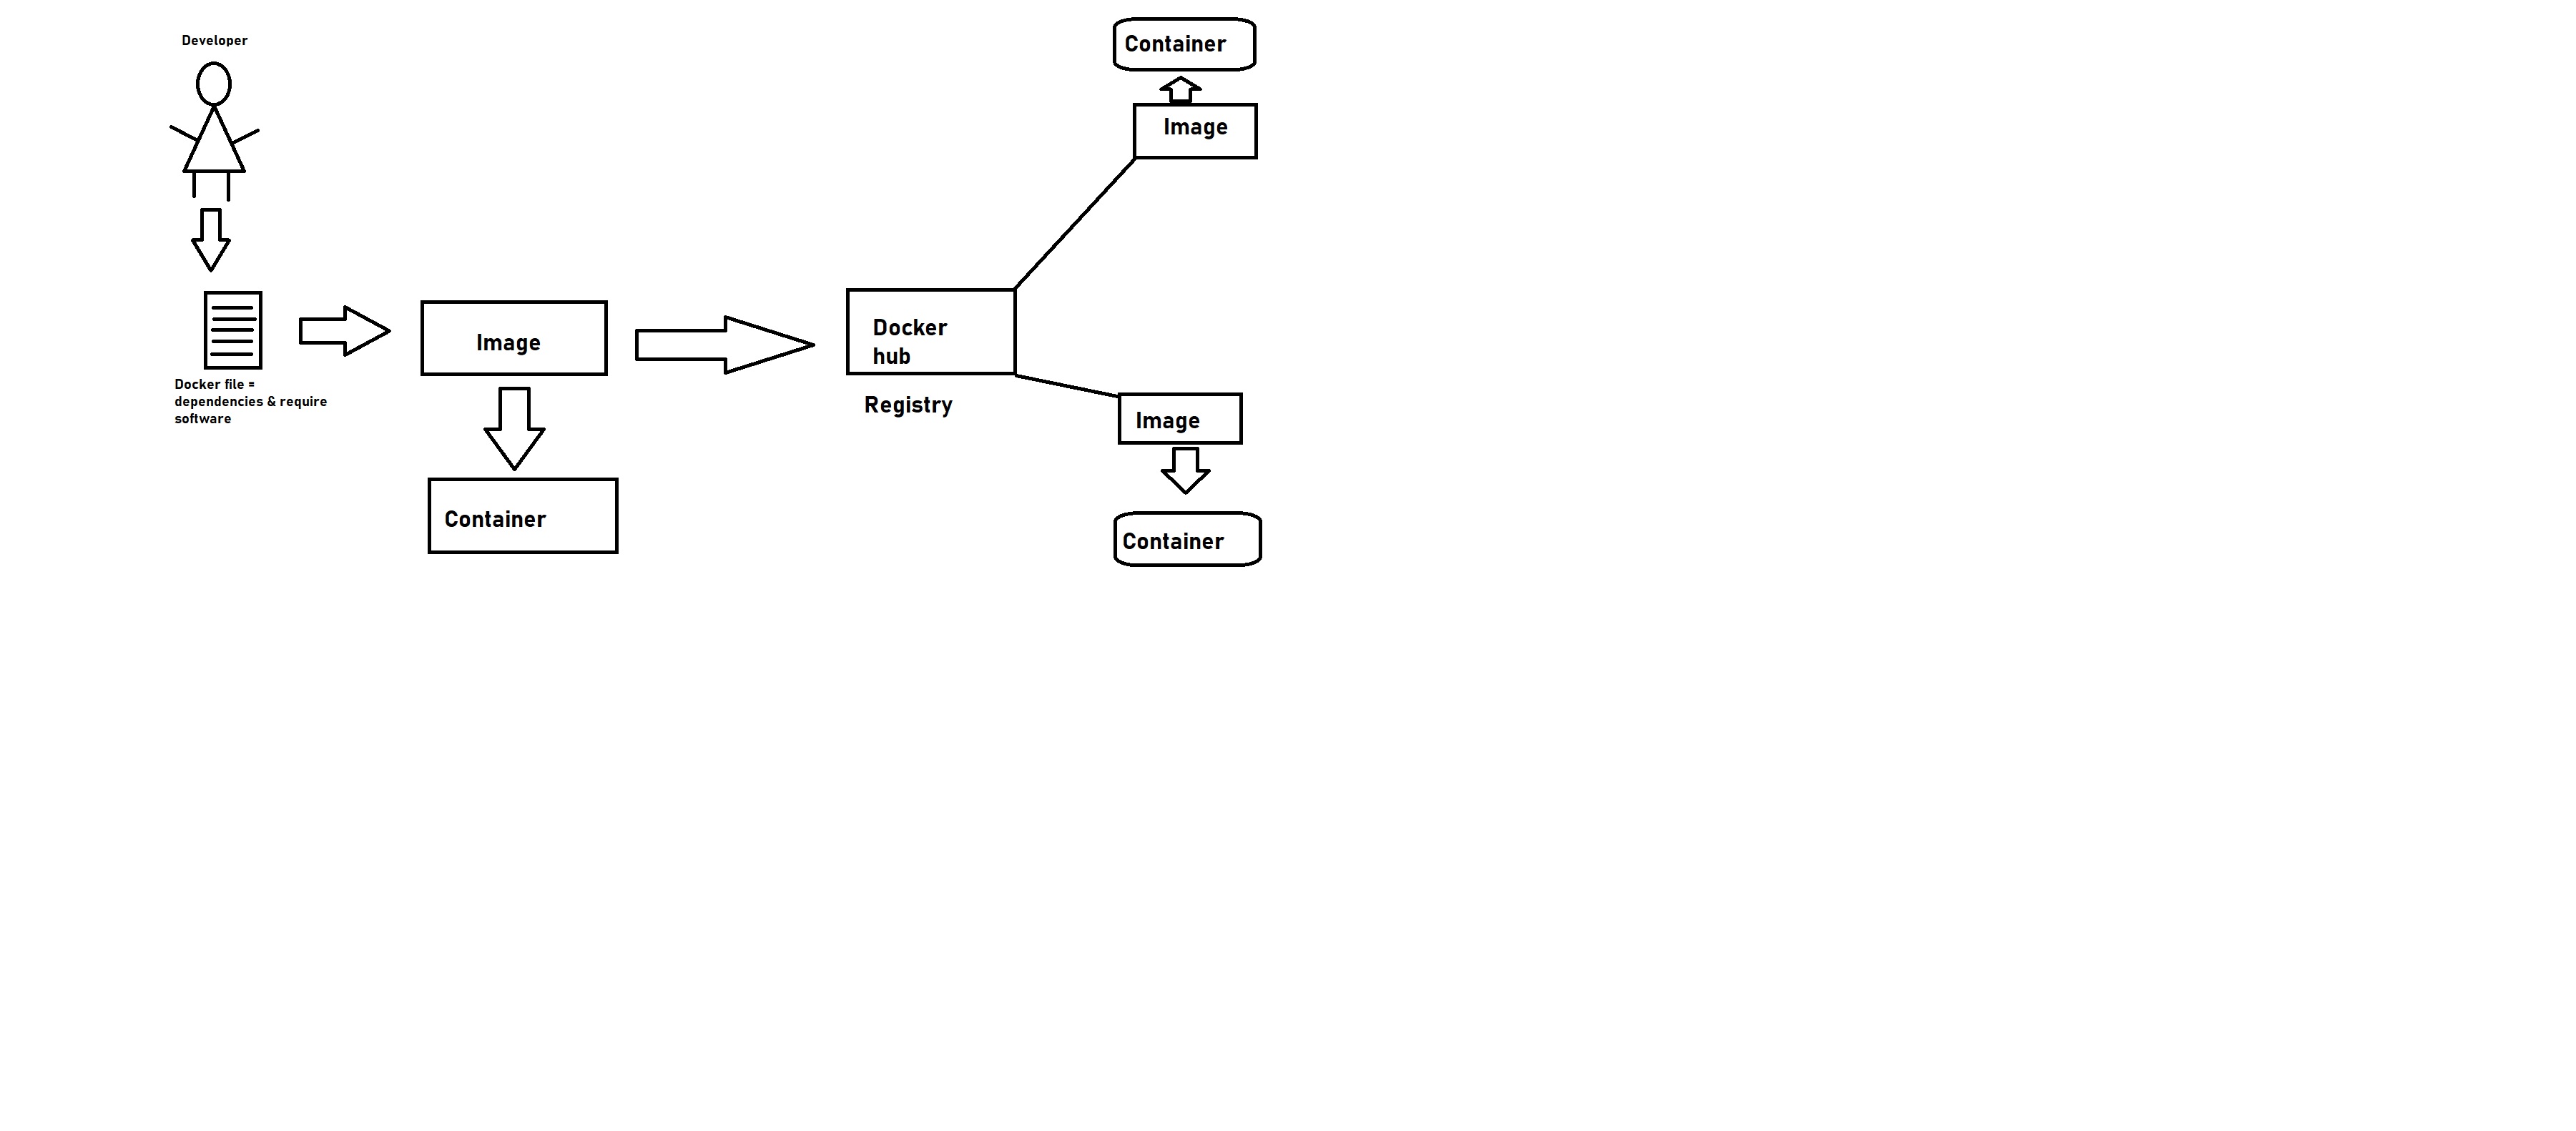 Developer
Docker file =
dependencies & require
software
Image
Container
Docker
hub
Registry
Container
Image
Image
Container